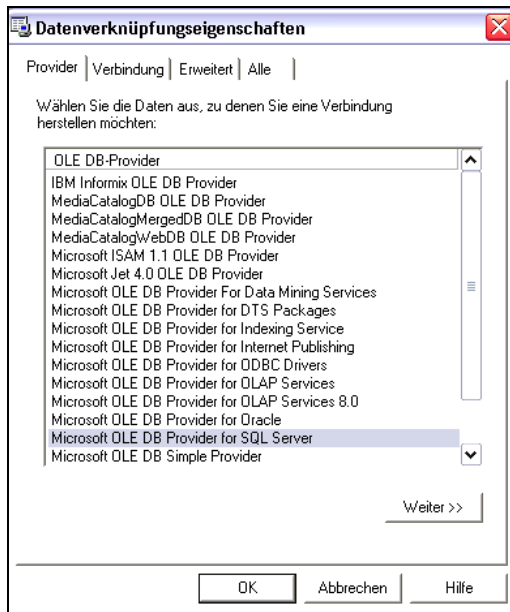 Datenverknüpfungseigenschaften
Provider Verbindung Erweitert Alle
Wählen Sie die Daten aus, zu denen Sie eine Verbindung
herstellen möchten:
OLE DB-Provider
IBM Informix OLE DB Provider
MediaCatalogDB OLE DB Provider
MediaCatalogMergedDB OLE DB Provider
MediaCatalogWebDB OLE DB Provider
Microsoft ISAM 1.1 OLE DB Provider
Microsoft Jet 4.0 OLE DB Provider
Microsoft OLE DB Provider For Data Mining Services
Microsoft OLE DB Provider for DTS Packages
Microsoft OLE DB Provider for Indexing Service
Microsoft OLE DB Provider for Internet Publishing
Microsoft OLE DB Provider for ODBC Drivers
Microsoft OLE DB Provider for OLAP Services
Microsoft OLE DB Provider for OLAP Services 8.0
Microsoft OLE DB Provider for Oracle
Microsoft OLE DB Provider for SQL Server
Microsoft OLE DB Simple Provider
Weiter >>
OK Abbrechen Hilfe